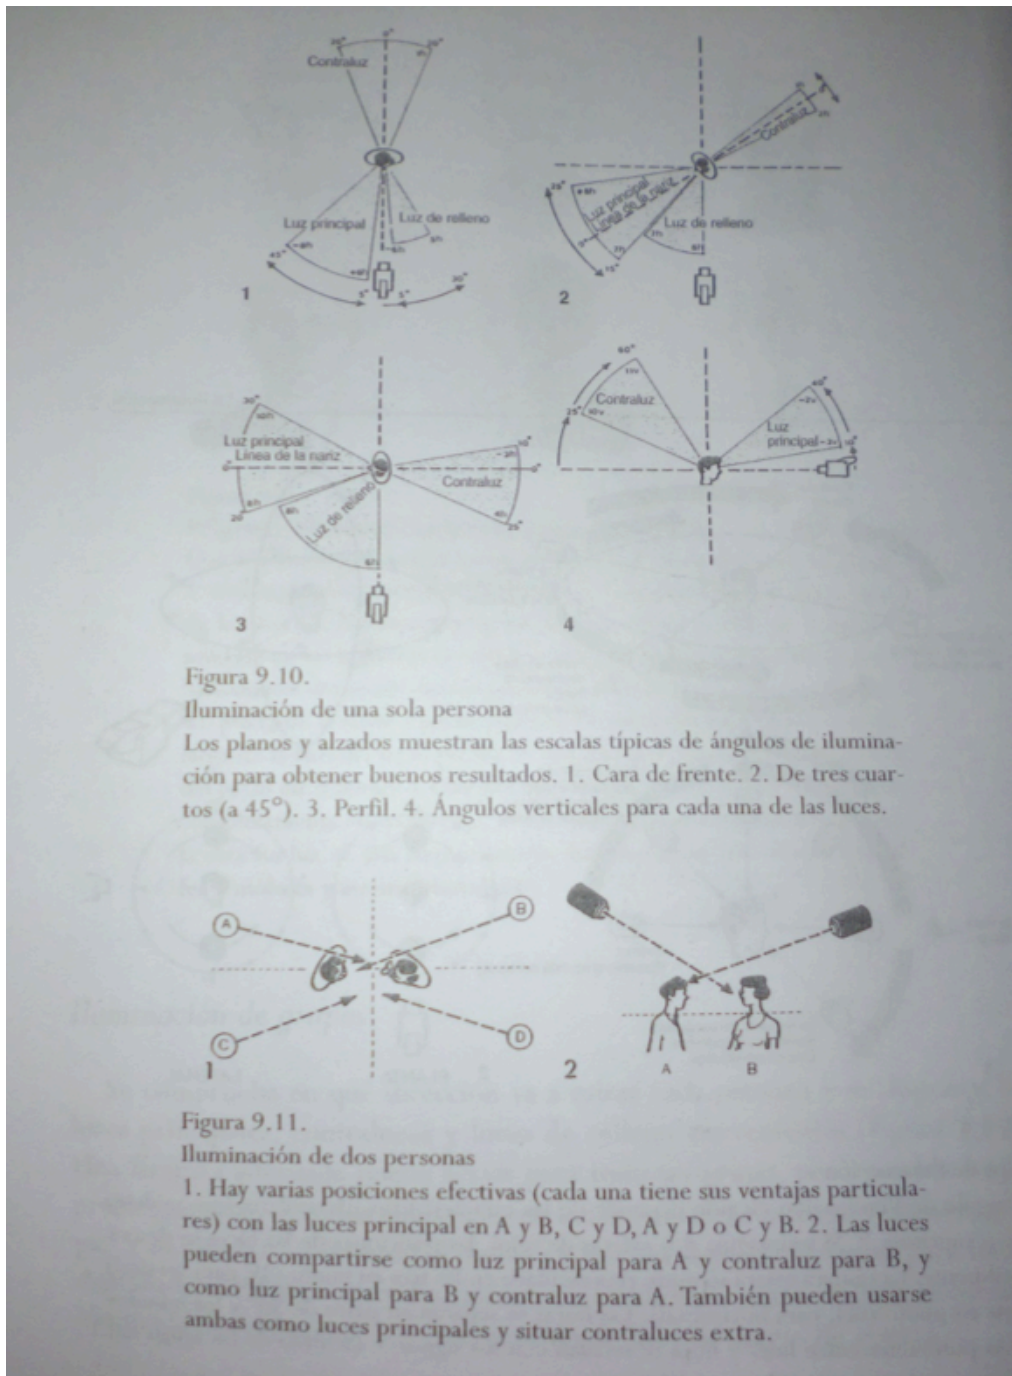 Contraluz
Luz principal
Luz de relleno
1
Contraluz
Luz principal
Línea de la nariz
Luz de relleno
2
30°
Luz principal
Línea de la nariz
Contraluz
Luz de relleno
20°
25°
3
60°
Contraluz
25°
Luz
principal
4
Figura 9.10.
Iluminación de una sola persona
Los planos y alzados muestran las escalas típicas de ángulos de ilumina-
ción para obtener buenos resultados. 1. Cara de frente. 2. De tres cuar-
tos (a 45°). 3. Perfil. 4. Ángulos verticales para cada una de las luces.
A
B
C
D
1
2
A
B
Figura 9.11.
Iluminación de dos personas
1. Hay varias posiciones efectivas (cada una tiene sus ventajas particula-
res) con las luces principal en A y B, C y D, A y D o C y B. 2. Las luces
pueden compartirse como luz principal para A y contraluz para B, y
como luz principal para B y contraluz para A. También pueden usarse
ambas como luces principales y situar contraluces extra.